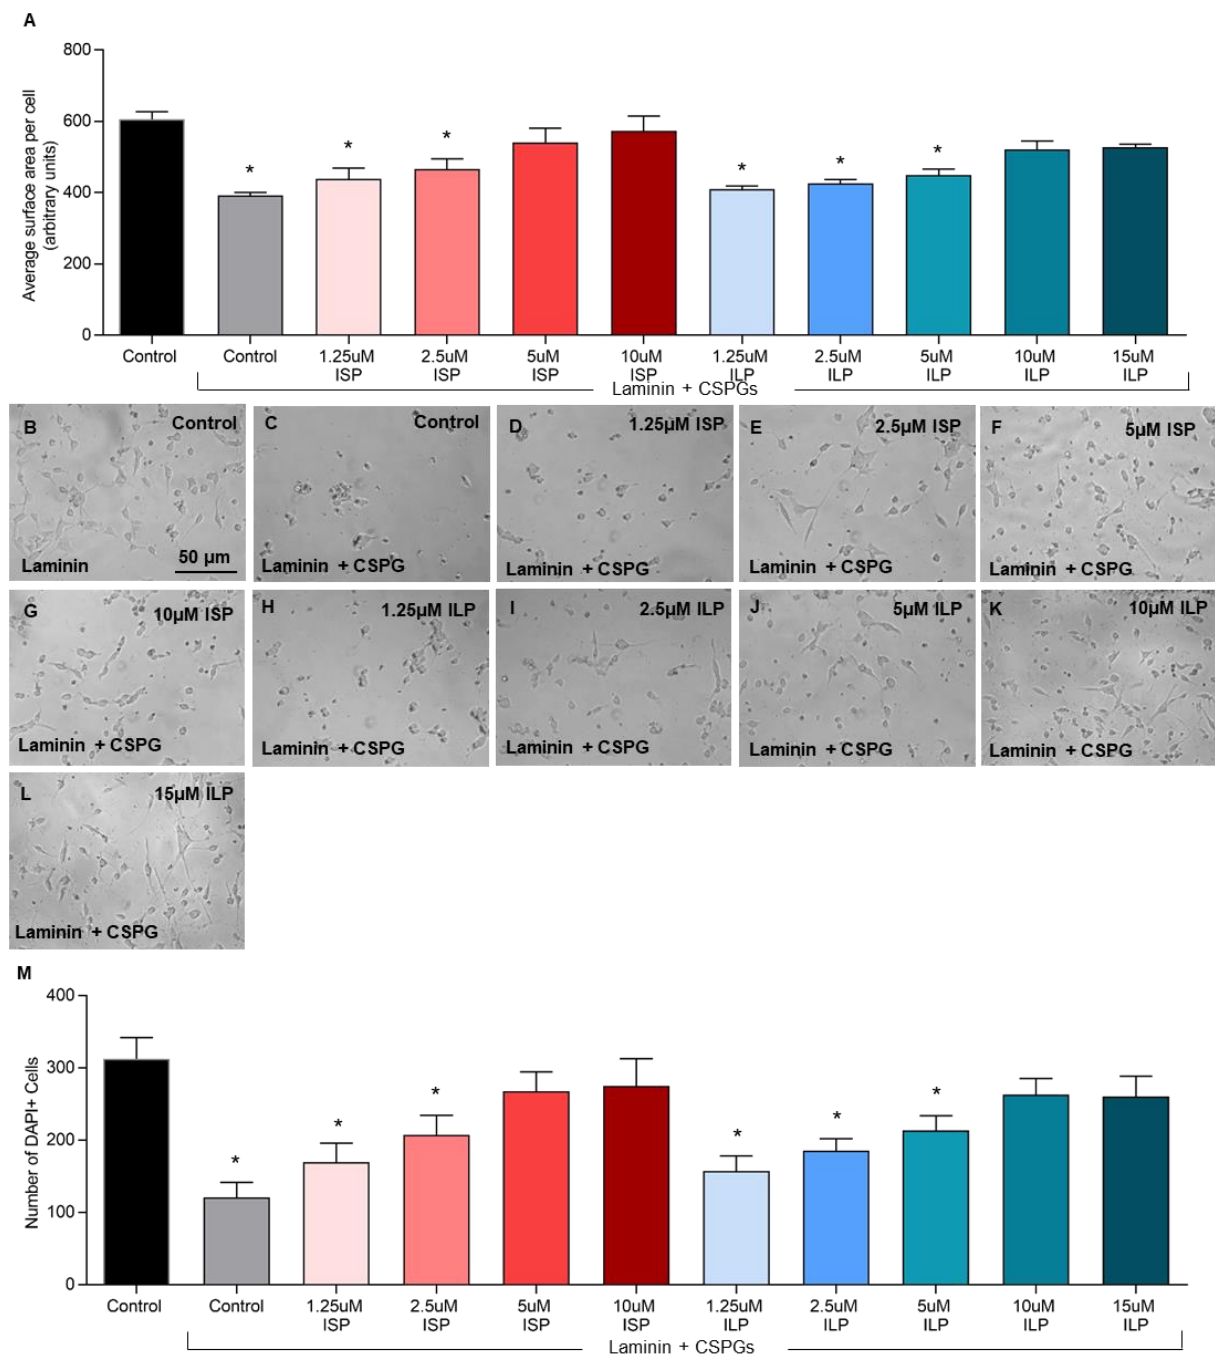 A
Average surface area per cell
(arbitrary units)
800
600
400
200
0
*
*
*
*
*
*
Control
Control
1.25uM
ISP
2.5uM
ISP
5uM
ISP
10uM
ISP
1.25uM
ILP
2.5uM
ILP
5uM
ILP
10uM
ILP
15uM
ILP
Laminin + CSPGs
B
Control
Laminin
50 µm
C
Control
Laminin + CSPG
D
1.25µM ISP
Laminin + CSPG
E
2.5µM ISP
Laminin + CSPG
F
5µM ISP
Laminin + CSPG
G
10µM ISP
Laminin + CSPG
H
1.25µM ILP
Laminin + CSPG
I
2.5µM ILP
Laminin + CSPG
J
5µM ILP
Laminin + CSPG
K
10µM ILP
Laminin + CSPG
L
15µM ILP
Laminin + CSPG
M
Number of DAPI+ Cells
400
300
200
100
0
*
*
*
*
*
*
Control
Control
1.25uM
ISP
2.5uM
ISP
5uM
ISP
10uM
ISP
1.25uM
ILP
2.5uM
ILP
5uM
ILP
10uM
ILP
15uM
ILP
Laminin + CSPGs